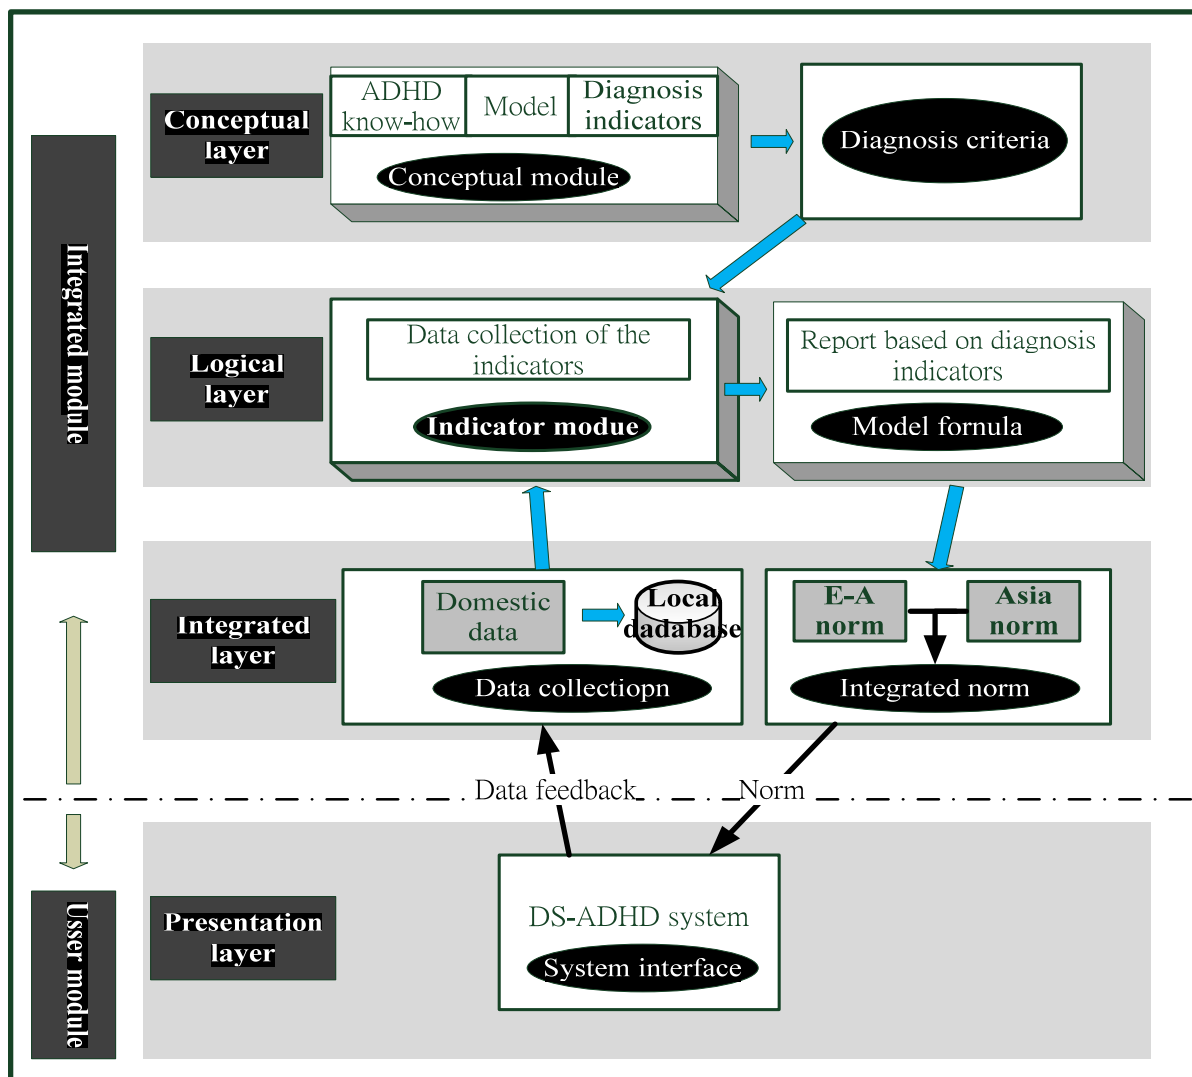 Integrated module
Conceptual
layer
ADHD
know-how
Model
Diagnosis
indicators
Conceptual module
Diagnosis criteria
Logical
layer
Data collection of the
indicators
Indicator modue
Report based on diagnosis
indicators
Model fornula
Integrated
layer
Domestic
data
Local
dadabase
Data collectiopn
E-A
norm
Asia
norm
Integrated norm
Data feedback
Norm
Usser module
Presentation
layer
DS-ADHD system
System interface